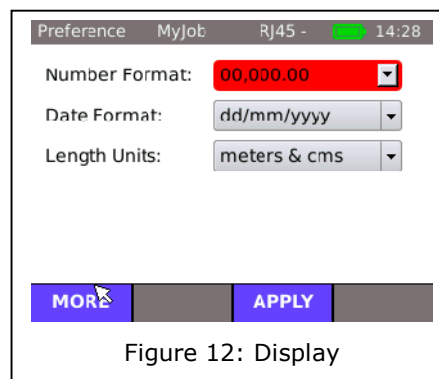 Preference MyJob RJ45 - 14:28
Number Format: 00,000.00
Date Format: dd/mm/yyyy
Length Units: meters & cms
MORE APPLY
Figure 12: Display